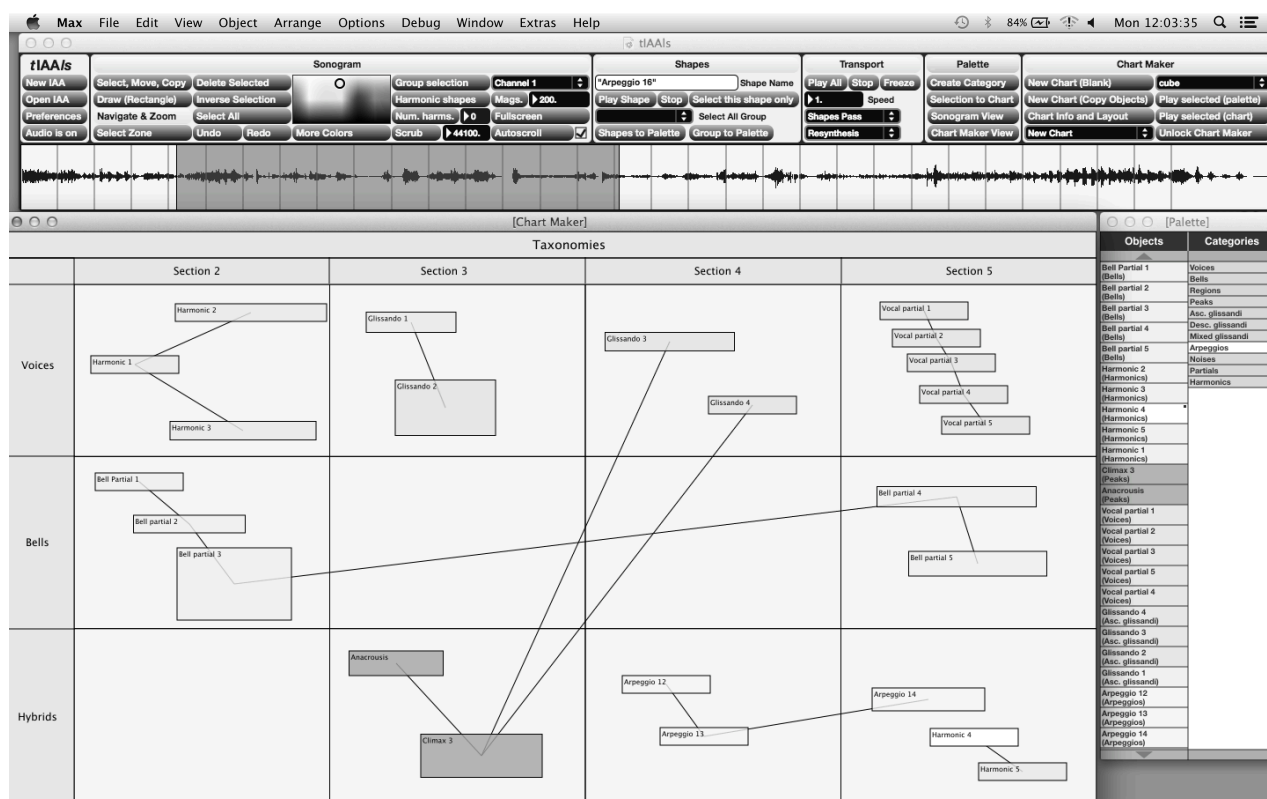 Max File Edit View Object Arrange Options Debug Window Extras Help 84% Mon 12:03:35
tIAAls
tIAAls Sonogram Shapes Transport Palette Chart Maker
New IAA Select, Move, Copy Delete Selected Group selection Channel 1 "Arpeggio 16" Shape Name Play All Stop Freeze Create Category New Chart (Blank) cube
Open IAA Draw (Rectangle) Inverse Selection Harmonic shapes Mags. 200. Play Shape Stop Select this shape only 1. Speed Selection to Chart New Chart (Copy Objects) Play selected (palette)
Preferences Navigate & Zoom Select All Num. harms. 0 Fullscreen Select All Group Shapes Pass Sonogram View Chart Info and Layout Play selected (chart)
Audio is on Select Zone Undo Redo More Colors Scrub 44100. Autoscroll Shapes to Palette Group to Palette Resynthesis Chart Maker View New Chart Unlock Chart Maker
[Chart Maker]
Taxonomies
Section 2 Section 3 Section 4 Section 5
Voices
Harmonic 2
Harmonic 1
Harmonic 3
Glissando 1
Glissando 2
Glissando 3
Glissando 4
Vocal partial 1
Vocal partial 2
Vocal partial 3
Vocal partial 4
Vocal partial 5
Bells
Bell Partial 1
Bell partial 2
Bell partial 3
Bell partial 4
Bell partial 5
Hybrids
Anacrousis
Climax 3
Arpeggio 12
Arpeggio 13
Arpeggio 14
Harmonic 4
Harmonic 5
[Palette]
Objects Categories
Bell Partial 1
(Bells)
Bell partial 2
(Bells)
Bell partial 3
(Bells)
Bell partial 4
(Bells)
Bell partial 5
(Bells)
Harmonic 2
(Harmonics)
Harmonic 3
(Harmonics)
Harmonic 4
(Harmonics)
Harmonic 5
(Harmonics)
Harmonic 1
(Harmonics)
Climax 3
(Peaks)
Anacrousis
(Peaks)
Vocal partial 1
(Voices)
Vocal partial 2
(Voices)
Vocal partial 3
(Voices)
Vocal partial 5
(Voices)
Vocal partial 4
(Voices)
Glissando 4
(Asc. glissandi)
Glissando 3
(Asc. glissandi)
Glissando 2
(Asc. glissandi)
Glissando 1
(Asc. glissandi)
Arpeggio 12
(Arpeggios)
Arpeggio 13
(Arpeggios)
Arpeggio 14
(Arpeggios)
Voices
Bells
Regions
Peaks
Asc. glissandi
Desc. glissandi
Mixed glissandi
Arpeggios
Noises
Partials
Harmonics